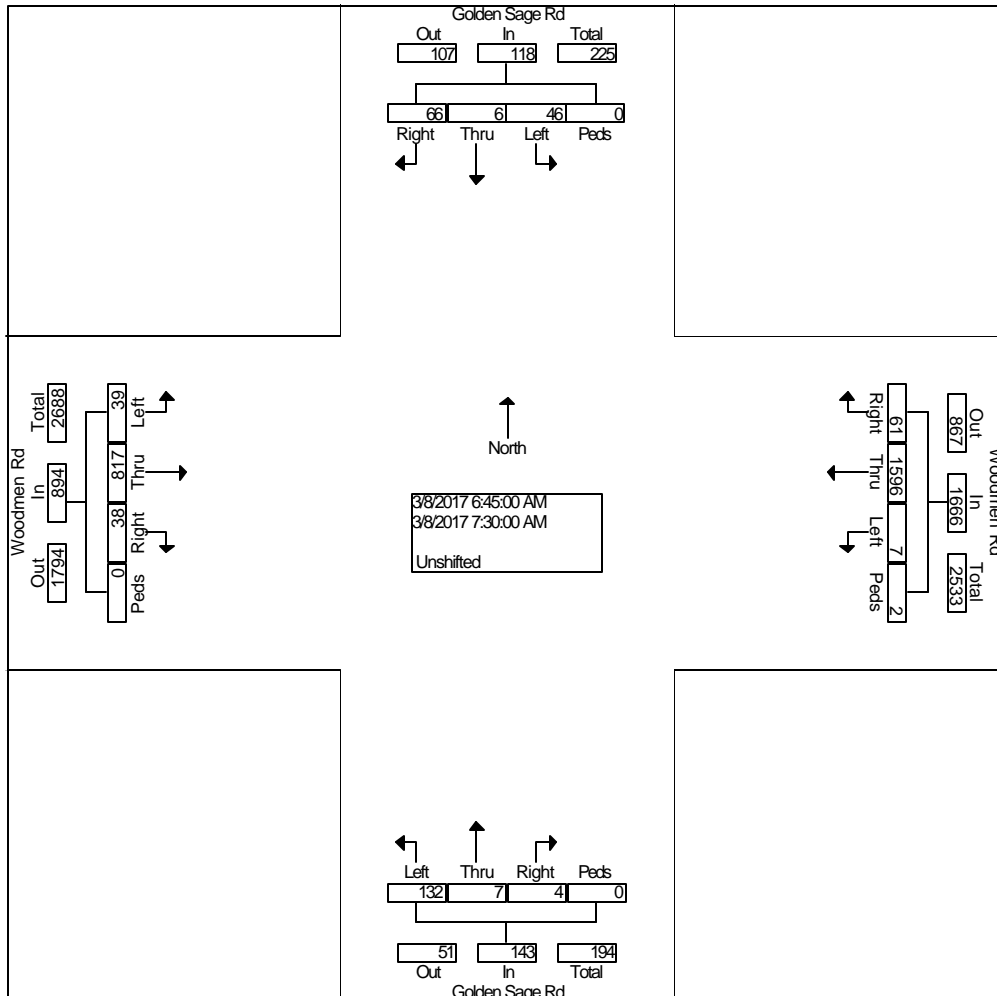 Golden Sage Rd
Out In Total
107 118 225
66 6 46 0
Right Thru Left Peds
Woodmen Rd
Total In Out
2688 894 1794
39 817 38 0
Left Thru Right Peds
North
3/8/2017 6:45:00 AM
3/8/2017 7:30:00 AM
Unshifted
Right Thru Left Peds
61 1596 7 2
Out In Total
867 1666 2533
Woodmen Rd
Left Thru Right Peds
132 7 4 0
51 143 194
Out In Total
Golden Sage Rd